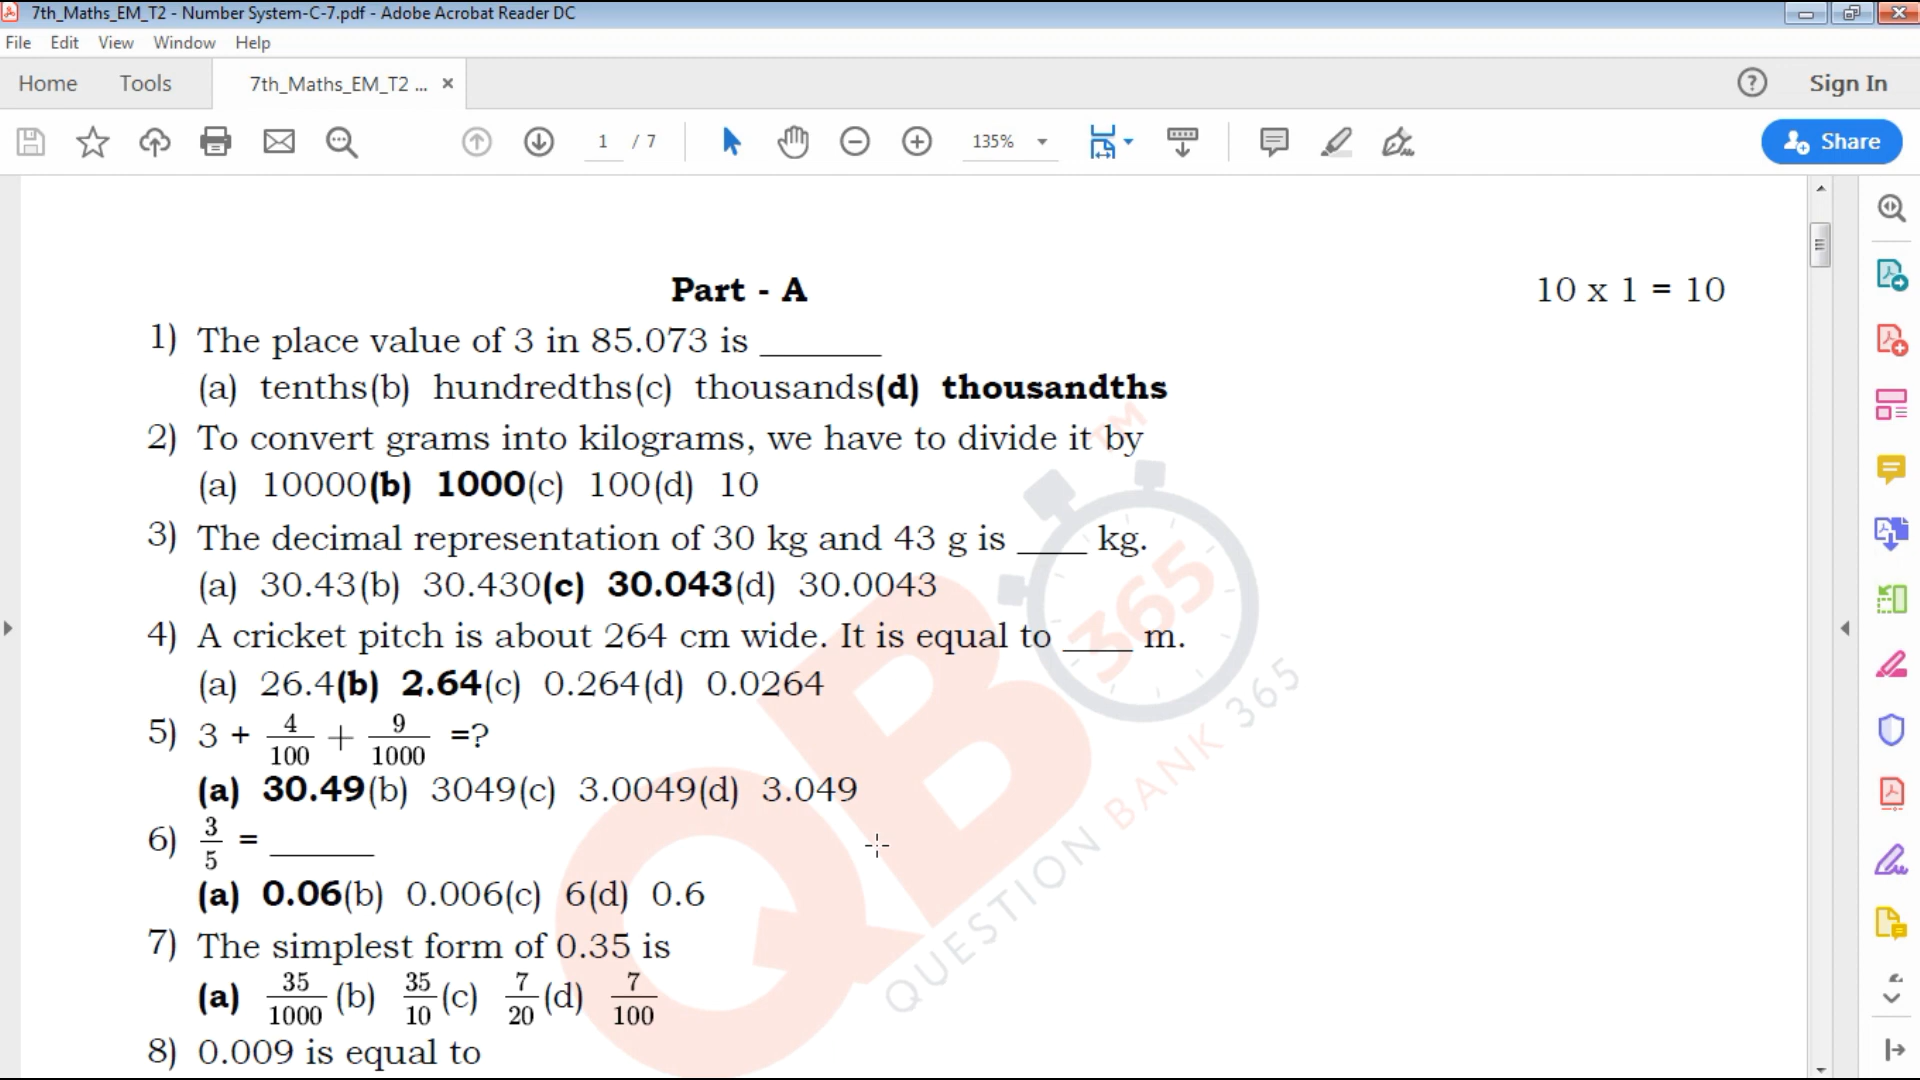 7th_Maths_EM_T2 - Number System-C-7.pdf - Adobe Acrobat Reader DC
File Edit View Window Help
Home Tools 7th_Maths_EM_T2 ... × ? Sign In
1 / 7 135% Share
Part - A 10 x 1 = 10
1) The place value of 3 in 85.073 is _______
(a) tenths(b) hundredths(c) thousands(d) thousandths
2) To convert grams into kilograms, we have to divide it by
(a) 10000(b) 1000(c) 100(d) 10
3) The decimal representation of 30 kg and 43 g is ____ kg.
(a) 30.43(b) 30.430(c) 30.043(d) 30.0043
4) A cricket pitch is about 264 cm wide. It is equal to ____ m.
(a) 26.4(b) 2.64(c) 0.264(d) 0.0264
5) 3 + 4/100 + 9/1000 =?
(a) 30.49(b) 3049(c) 3.0049(d) 3.049
6) 3/5 = ______
(a) 0.06(b) 0.006(c) 6(d) 0.6
7) The simplest form of 0.35 is
(a) 35/1000 (b) 35/10 (c) 7/20 (d) 7/100
8) 0.009 is equal to
QB
365
TM
QUESTION BANK 365